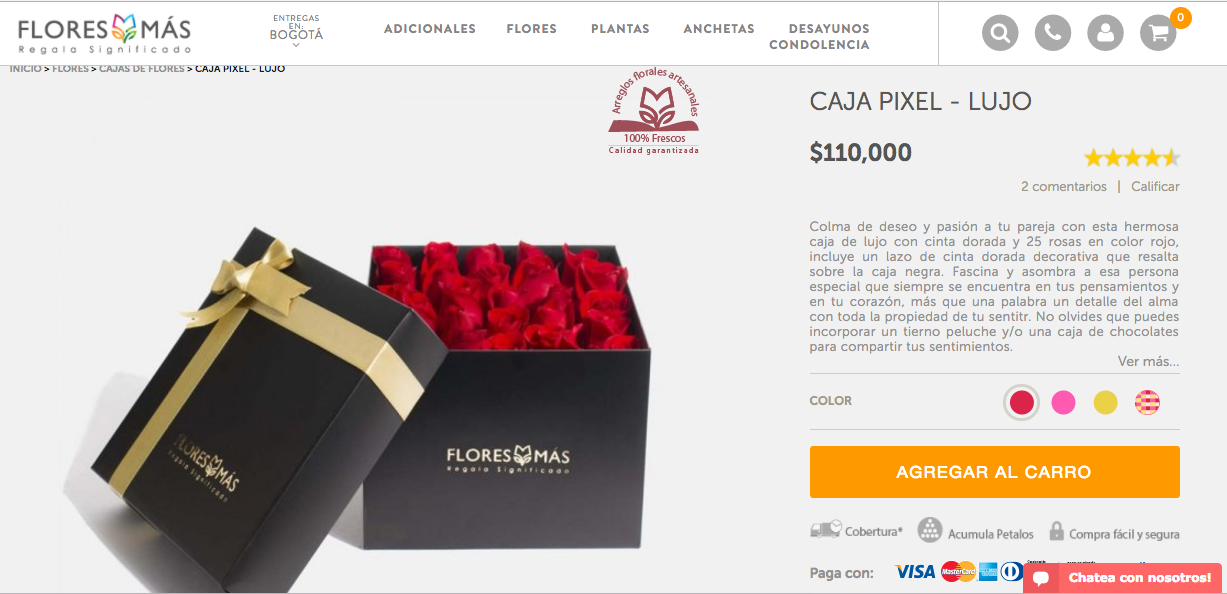 FLORES MÁS
Regala Significado
ENTREGAS
EN:
BOGOTÁ
ADICIONALES
FLORES
PLANTAS
ANCHETAS
DESAYUNOS
CONDOLENCIA
0
INICIO > FLORES > CAJAS DE FLORES > CAJA PIXEL - LUJO
Arreglos florales artesanales
100% Frescos
Calidad garantizada
CAJA PIXEL - LUJO
$110,000
2 comentarios | Calificar
Colma de deseo y pasión a tu pareja con esta hermosa
caja de lujo con cinta dorada y 25 rosas en color rojo,
incluye un lazo de cinta dorada decorativa que resalta
sobre la caja negra. Fascina y asombra a esa persona
especial que siempre se encuentra en tus pensamientos y
en tu corazón, más que una palabra un detalle del alma
con toda la propiedad de tu sentitr. No olvides que puedes
incorporar un tierno peluche y/o una caja de chocolates
para compartir tus sentimientos.
Ver más...
COLOR
AGREGAR AL CARRO
Cobertura*
Acumula Petalos
Compra fácil y segura
Paga con:
VISA
MasterCard
Chatea con nosotros!
FLORES MÁS
Regala Significado
FLORES MÁS
Regala Significado